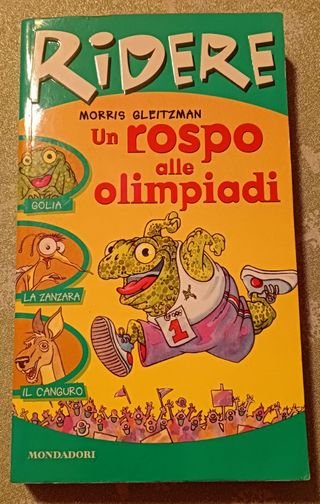 RIDERE
MORRIS GLEITZMAN
Un rospo
alle
olimpiadi
GOLIA
LA ZANZARA
1
IL CANGURO
MONDADORI